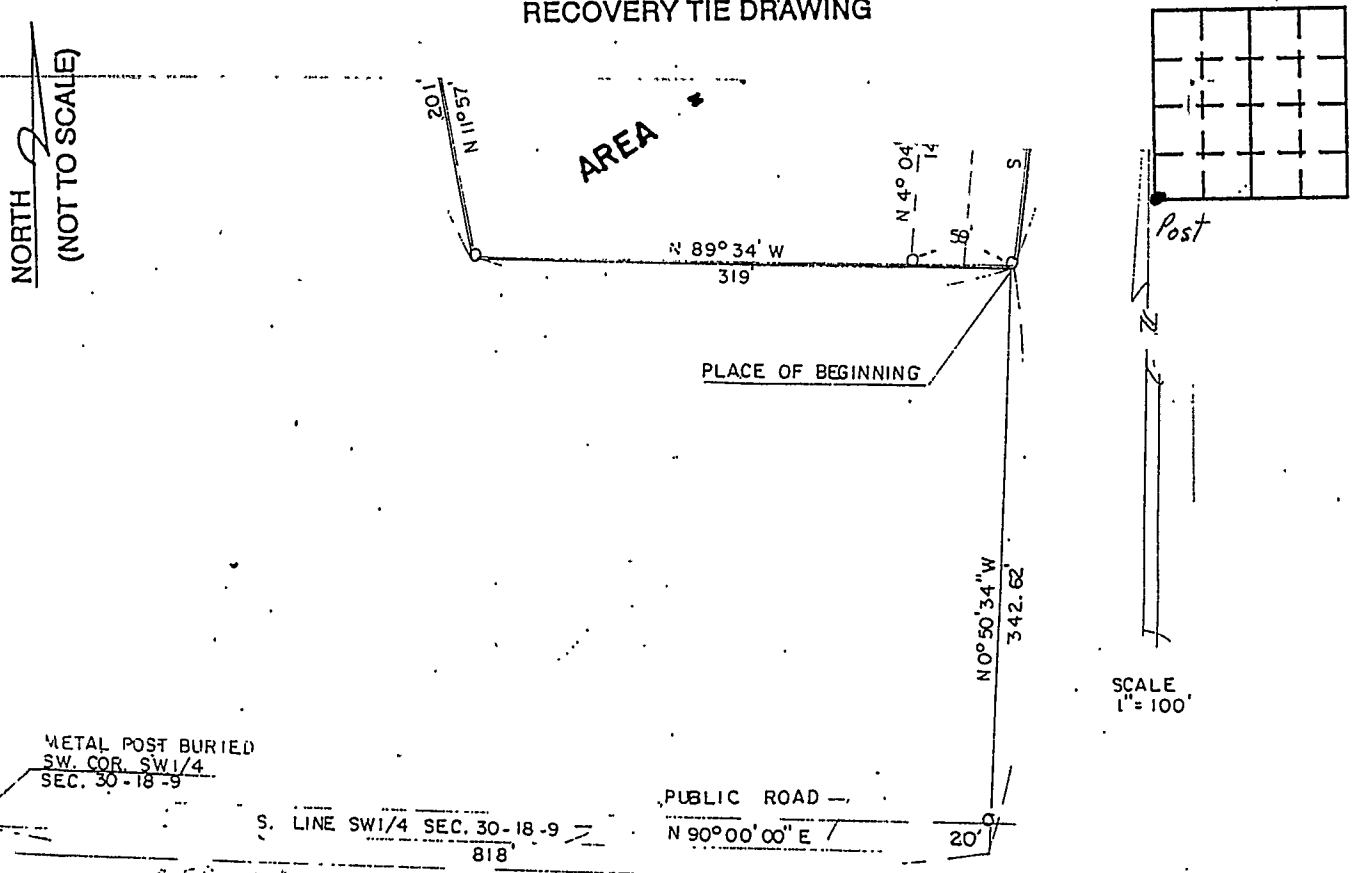 RECOVERY TIE DRAWING
NORTH
(NOT TO SCALE)
201'
N 11° 57'
AREA
N 4° 04'
14
S
Post
N 89° 34' W
319'
N
PLACE OF BEGINNING
N 0° 50' 34" W
342.62'
SCALE
1" = 100'
METAL POST BURIED
SW. COR. SW 1/4
SEC. 30-18-9
PUBLIC ROAD
S. LINE SW1/4 SEC. 30-18-9
N 90° 00' 00" E
20'
818'